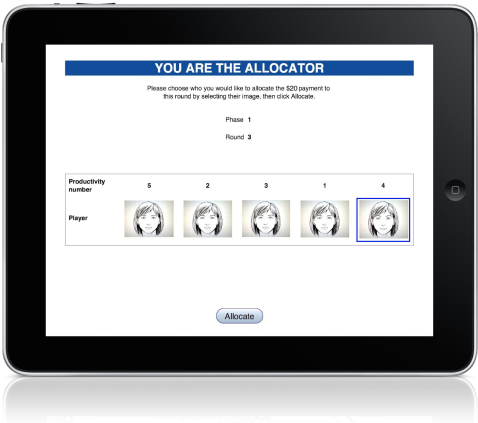 YOU ARE THE ALLOCATOR
Please choose who you would like to allocate the $20 payment to
this round by selecting their image, then click Allocate.
Phase 1
Round 3
Productivity
number 5 2 3 1 4
Player
Allocate